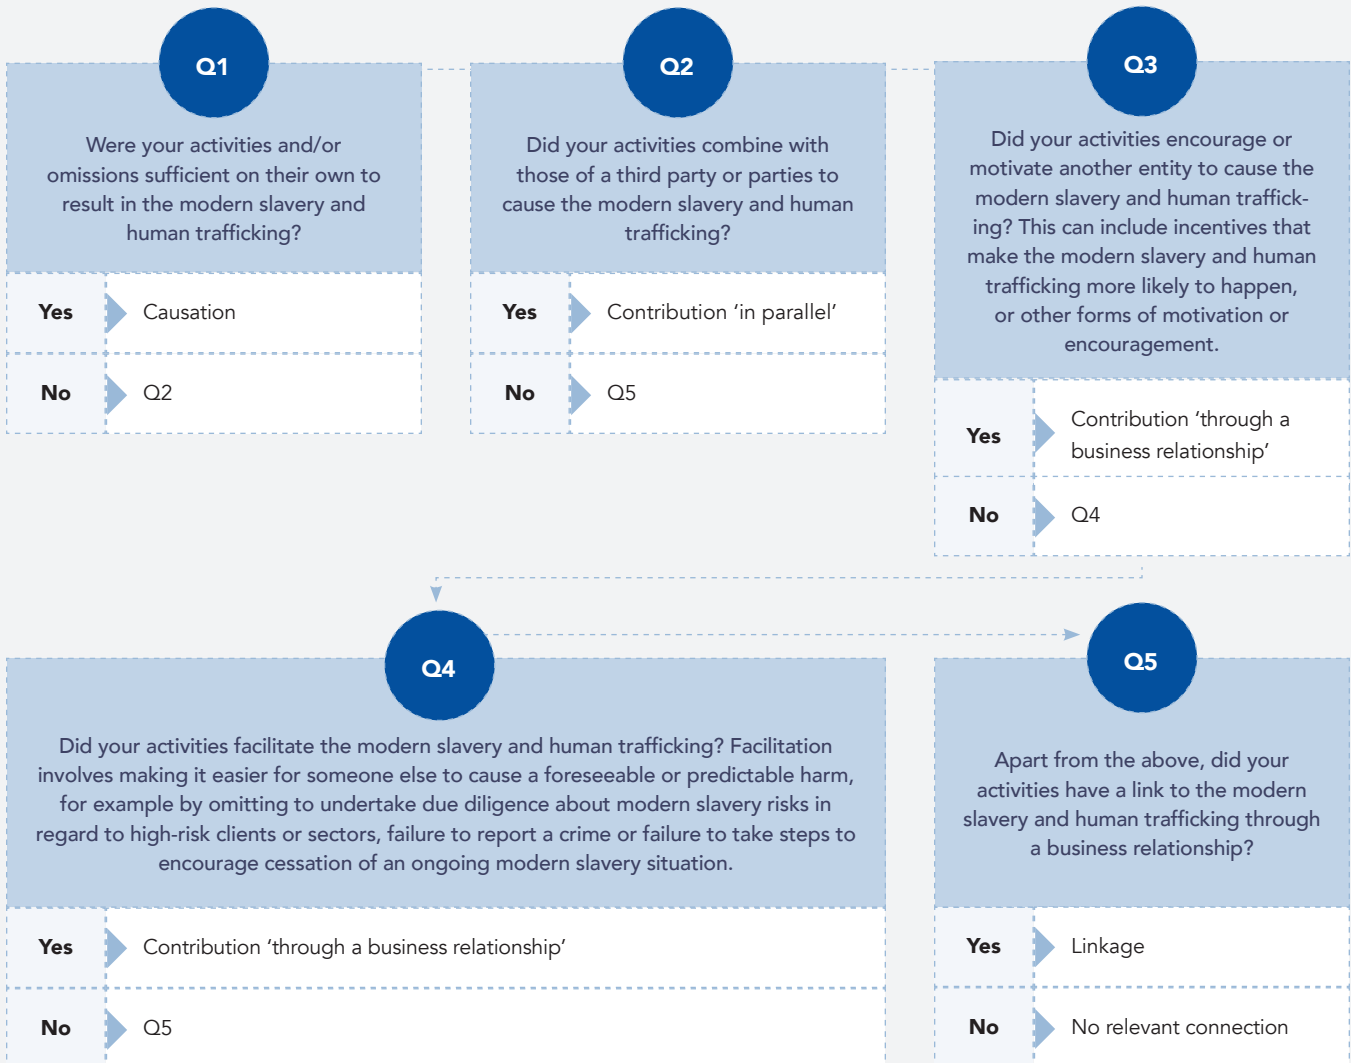 Q1
Were your activities and/or
omissions sufficient on their own to
result in the modern slavery and
human trafficking?
Yes
Causation
No
Q2
Q2
Did your activities combine with
those of a third party or parties to
cause the modern slavery and human
trafficking?
Yes
Contribution ‘in parallel’
No
Q5
Q3
Did your activities encourage or
motivate another entity to cause the
modern slavery and human traffick-
ing? This can include incentives that
make the modern slavery and human
trafficking more likely to happen,
or other forms of motivation or
encouragement.
Yes
Contribution ‘through a
business relationship’
No
Q4
Q4
Did your activities facilitate the modern slavery and human trafficking? Facilitation
involves making it easier for someone else to cause a foreseeable or predictable harm,
for example by omitting to undertake due diligence about modern slavery risks in
regard to high-risk clients or sectors, failure to report a crime or failure to take steps to
encourage cessation of an ongoing modern slavery situation.
Yes
Contribution ‘through a business relationship’
No
Q5
Q5
Apart from the above, did your
activities have a link to the modern
slavery and human trafficking through
a business relationship?
Yes
Linkage
No
No relevant connection